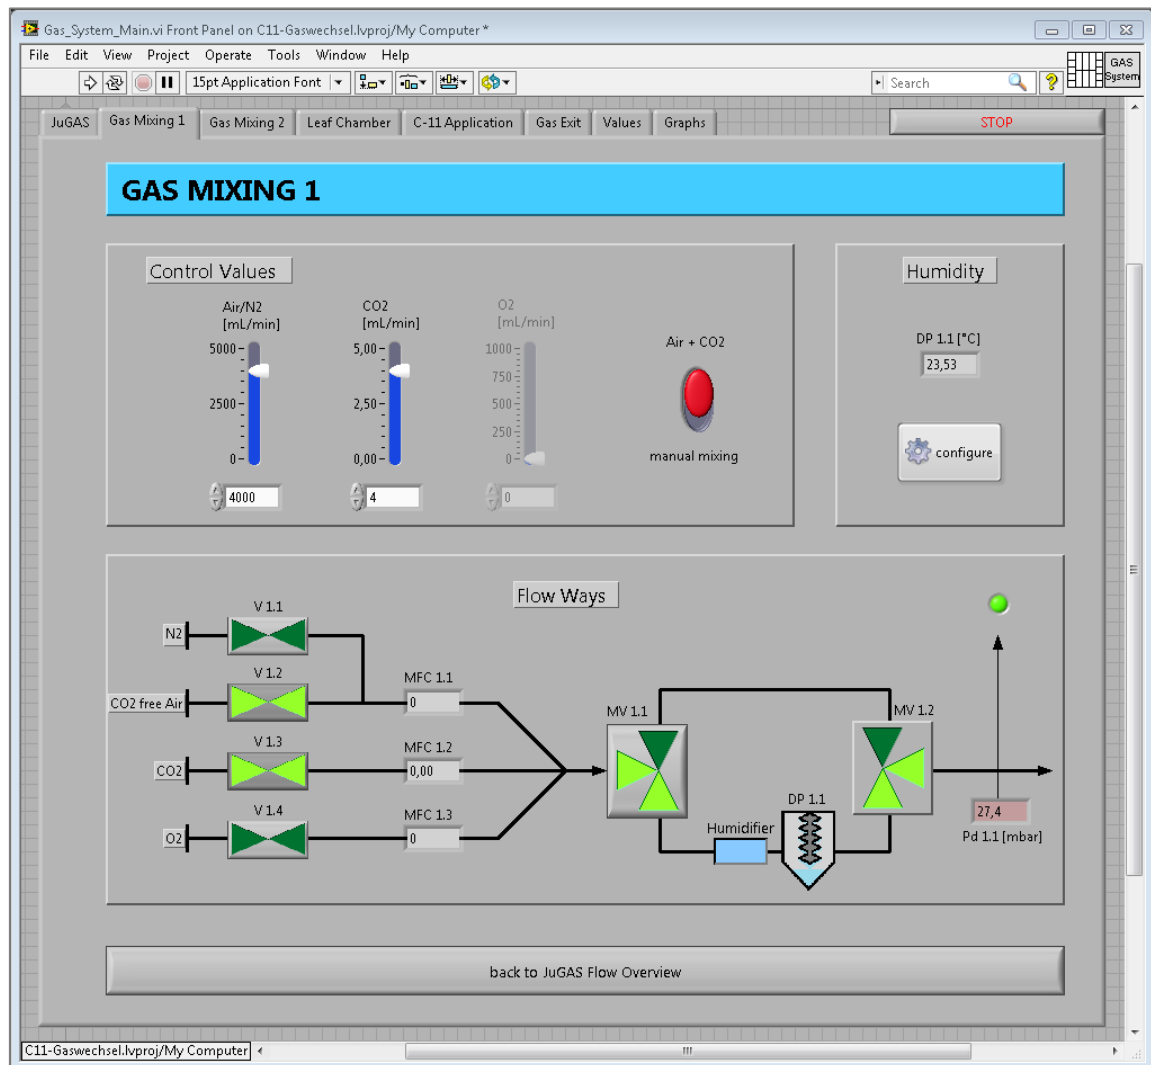 Gas_System_Main.vi Front Panel on C11-Gaswechsel.lvproj/My Computer *
File Edit View Project Operate Tools Window Help
15pt Application Font
Search
GAS
System
JuGAS Gas Mixing 1 Gas Mixing 2 Leaf Chamber C-11 Application Gas Exit Values Graphs STOP
GAS MIXING 1
Control Values
Air/N2
[mL/min]
5000
2500
0
4000
CO2
[mL/min]
5,00
2,50
0,00
4
O2
[mL/min]
1000
750
500
250
0
0
Air + CO2
manual mixing
Humidity
DP 1.1 [°C]
23,53
configure
Flow Ways
V 1.1
N2
V 1.2
CO2 free Air
MFC 1.1
0
V 1.3
CO2
MFC 1.2
0,00
V 1.4
O2
MFC 1.3
0
MV 1.1
MV 1.2
Humidifier
DP 1.1
27,4
Pd 1.1 [mbar]
back to JuGAS Flow Overview
C11-Gaswechsel.lvproj/My Computer